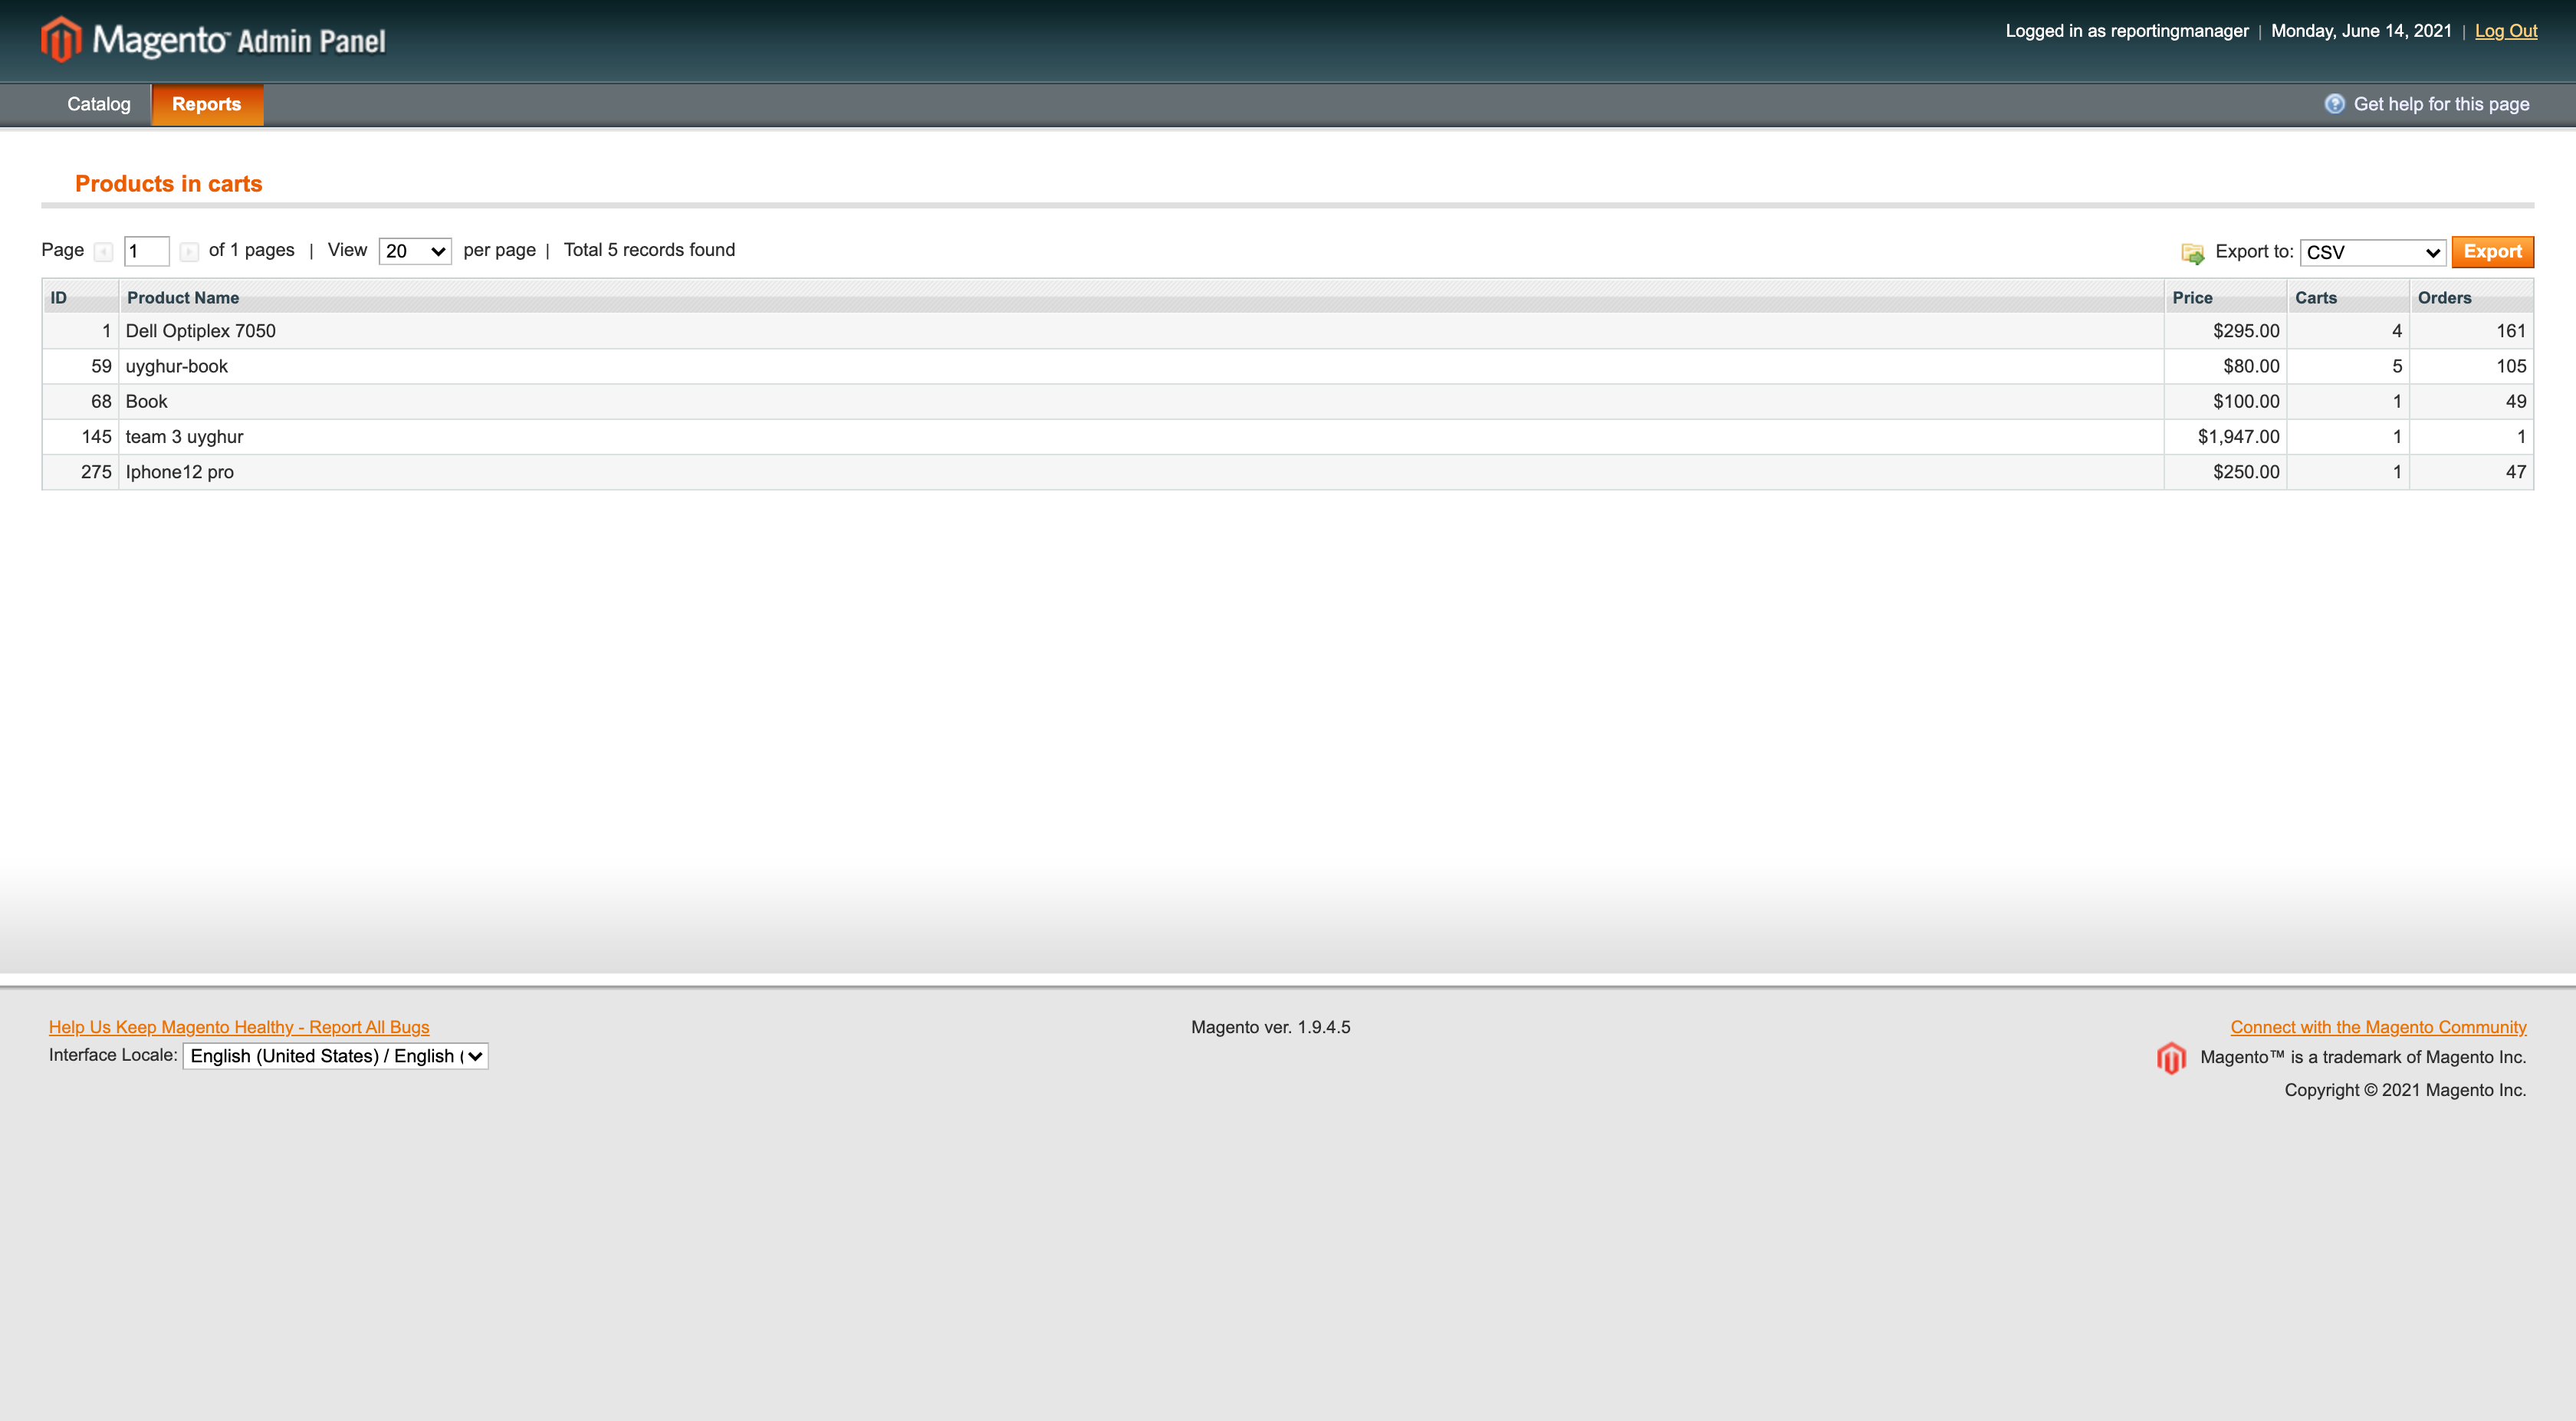 Magento™ Admin Panel
Logged in as reportingmanager | Monday, June 14, 2021 | Log Out
Catalog Reports
Get help for this page
Products in carts
Page 1 of 1 pages | View 20 per page | Total 5 records found
Export to: CSV Export
ID Product Name Price Carts Orders
1 Dell Optiplex 7050 $295.00 4 161
59 uyghur-book $80.00 5 105
68 Book $100.00 1 49
145 team 3 uyghur $1,947.00 1 1
275 Iphone12 pro $250.00 1 47
Help Us Keep Magento Healthy - Report All Bugs
Magento ver. 1.9.4.5
Connect with the Magento Community
Interface Locale: English (United States) / English (
Magento™ is a trademark of Magento Inc.
Copyright © 2021 Magento Inc.